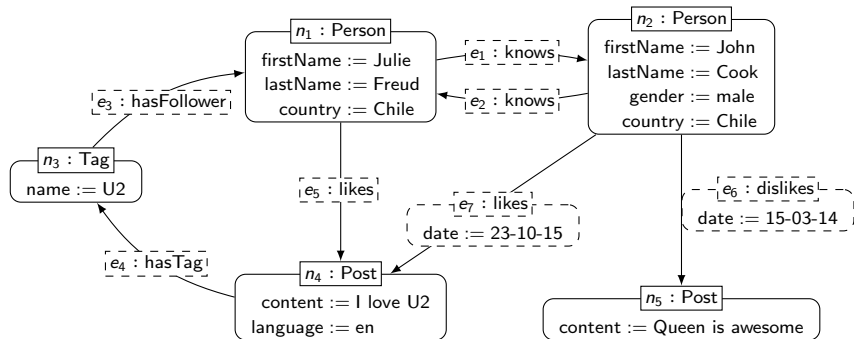 n₁ : Person
firstName := Julie
lastName := Freud
country := Chile
e₁ : knows
e₂ : knows
n₂ : Person
firstName := John
lastName := Cook
gender := male
country := Chile
e₃ : hasFollower
n₃ : Tag
name := U2
e₅ : likes
e₇ : likes
date := 23-10-15
e₆ : dislikes
date := 15-03-14
e₄ : hasTag
n₄ : Post
content := I love U2
language := en
n₅ : Post
content := Queen is awesome